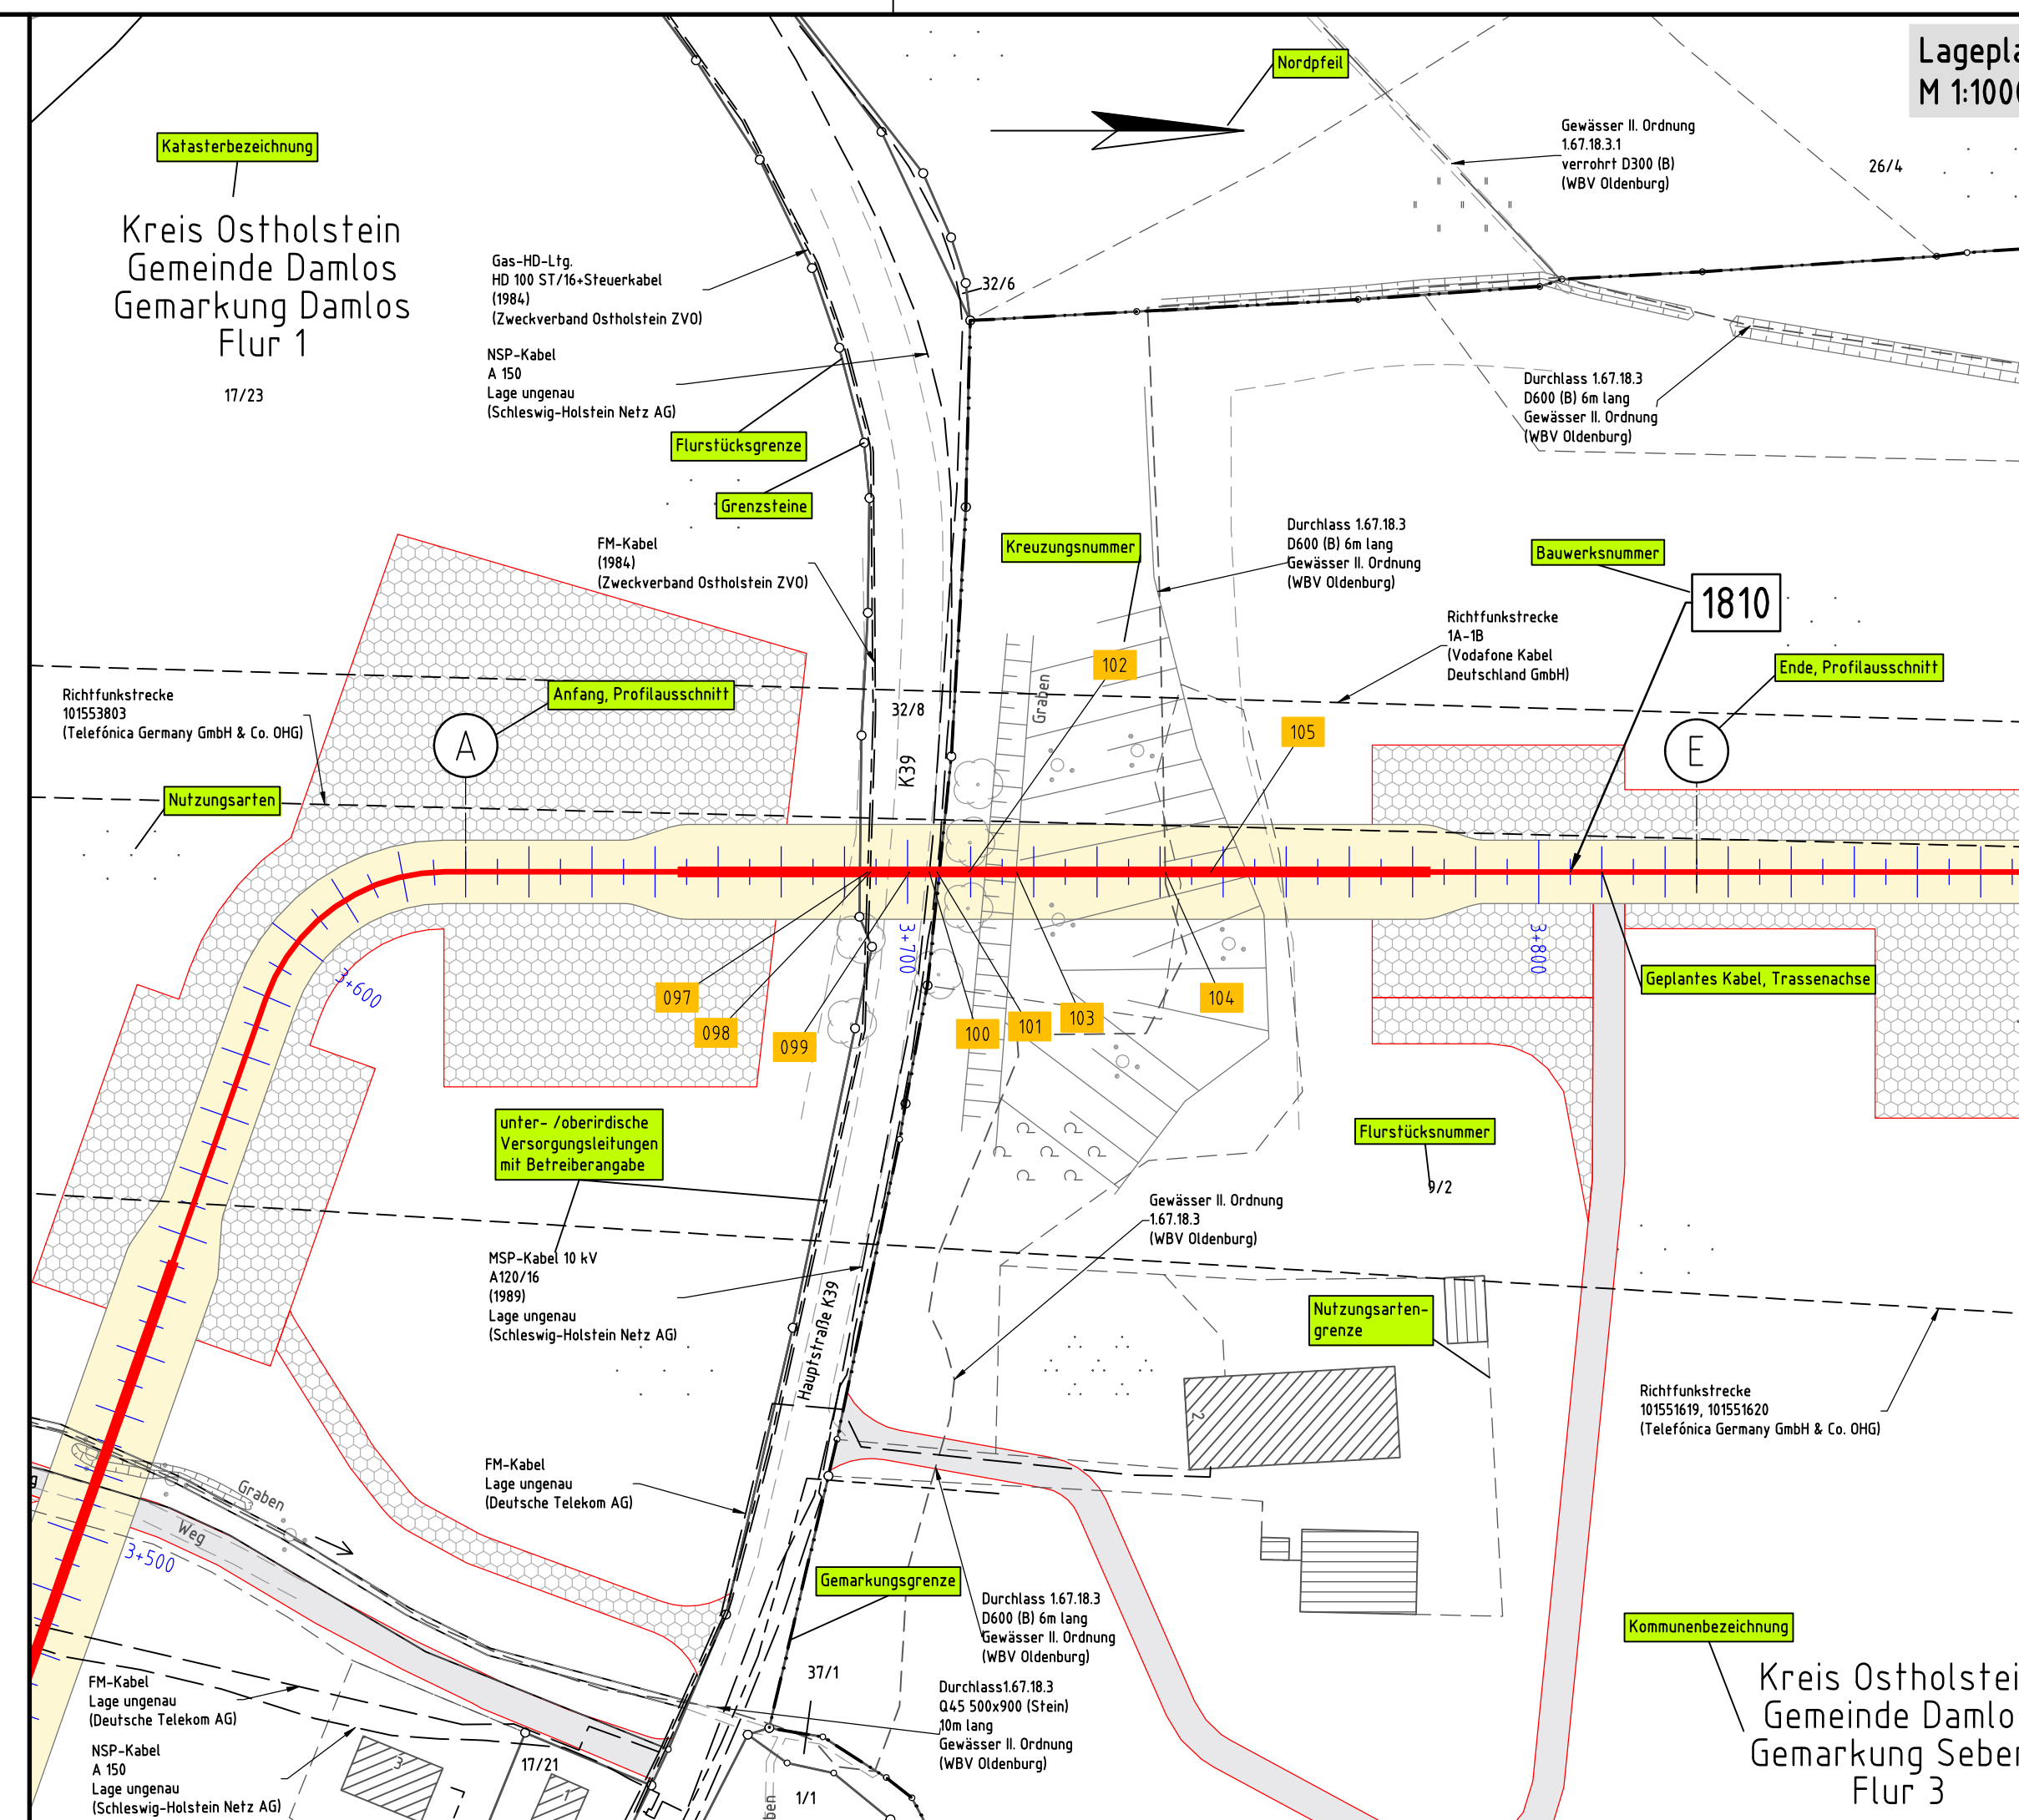 Lagepla
M 1:100
Nordpfeil
Katasterbezeichnung
Kreis Ostholstein
Gemeinde Damlos
Gemarkung Damlos
Flur 1
17/23
Gewässer II. Ordnung
1.67.18.3.1
verrohrt D300 (B)
(WBV Oldenburg)
26/4
Gas-HD-Ltg.
HD 100 ST/16+Steuerkabel
(1984)
(Zweckverband Ostholstein ZVO)
32/6
NSP-Kabel
A 150
Lage ungenau
(Schleswig-Holstein Netz AG)
Durchlass 1.67.18.3
D600 (B) 6m lang
Gewässer II. Ordnung
(WBV Oldenburg)
Flurstücksgrenze
Grenzsteine
FM-Kabel
(1984)
(Zweckverband Ostholstein ZVO)
Kreuzungsnummer
Durchlass 1.67.18.3
D600 (B) 6m lang
Gewässer II. Ordnung
(WBV Oldenburg)
Bauwerksnummer
1810
Richtfunkstrecke
1A-1B
(Vodafone Kabel
Deutschland GmbH)
Ende, Profilausschnitt
Richtfunkstrecke
101553803
(Telefónica Germany GmbH & Co. OHG)
Anfang, Profilausschnitt
A
E
102
105
32/8
K39
Graben
Nutzungsarten
3+600
3+700
3+800
097
098
099
100
101
103
104
Geplantes Kabel, Trassenachse
unter- /oberirdische
Versorgungsleitungen
mit Betreiberangabe
Flurstücksnummer
9/2
Gewässer II. Ordnung
1.67.18.3
(WBV Oldenburg)
MSP-Kabel 10 kV
A120/16
(1989)
Lage ungenau
(Schleswig-Holstein Netz AG)
Hauptstraße K39
Nutzungsarten-
grenze
2
Richtfunkstrecke
101551619, 101551620
(Telefónica Germany GmbH & Co. OHG)
FM-Kabel
Lage ungenau
(Deutsche Telekom AG)
Graben
Weg
g
3+500
Gemarkungsgrenze
Durchlass 1.67.18.3
D600 (B) 6m lang
Gewässer II. Ordnung
(WBV Oldenburg)
Kommunenbezeichnung
Kreis Ostholstei
Gemeinde Damlo
Gemarkung Seben
Flur 3
37/1
Durchlass1.67.18.3
Q45 500x900 (Stein)
10m lang
Gewässer II. Ordnung
(WBV Oldenburg)
FM-Kabel
Lage ungenau
(Deutsche Telekom AG)
NSP-Kabel
A 150
Lage ungenau
(Schleswig-Holstein Netz AG)
3
17/21
1
1/1
ben